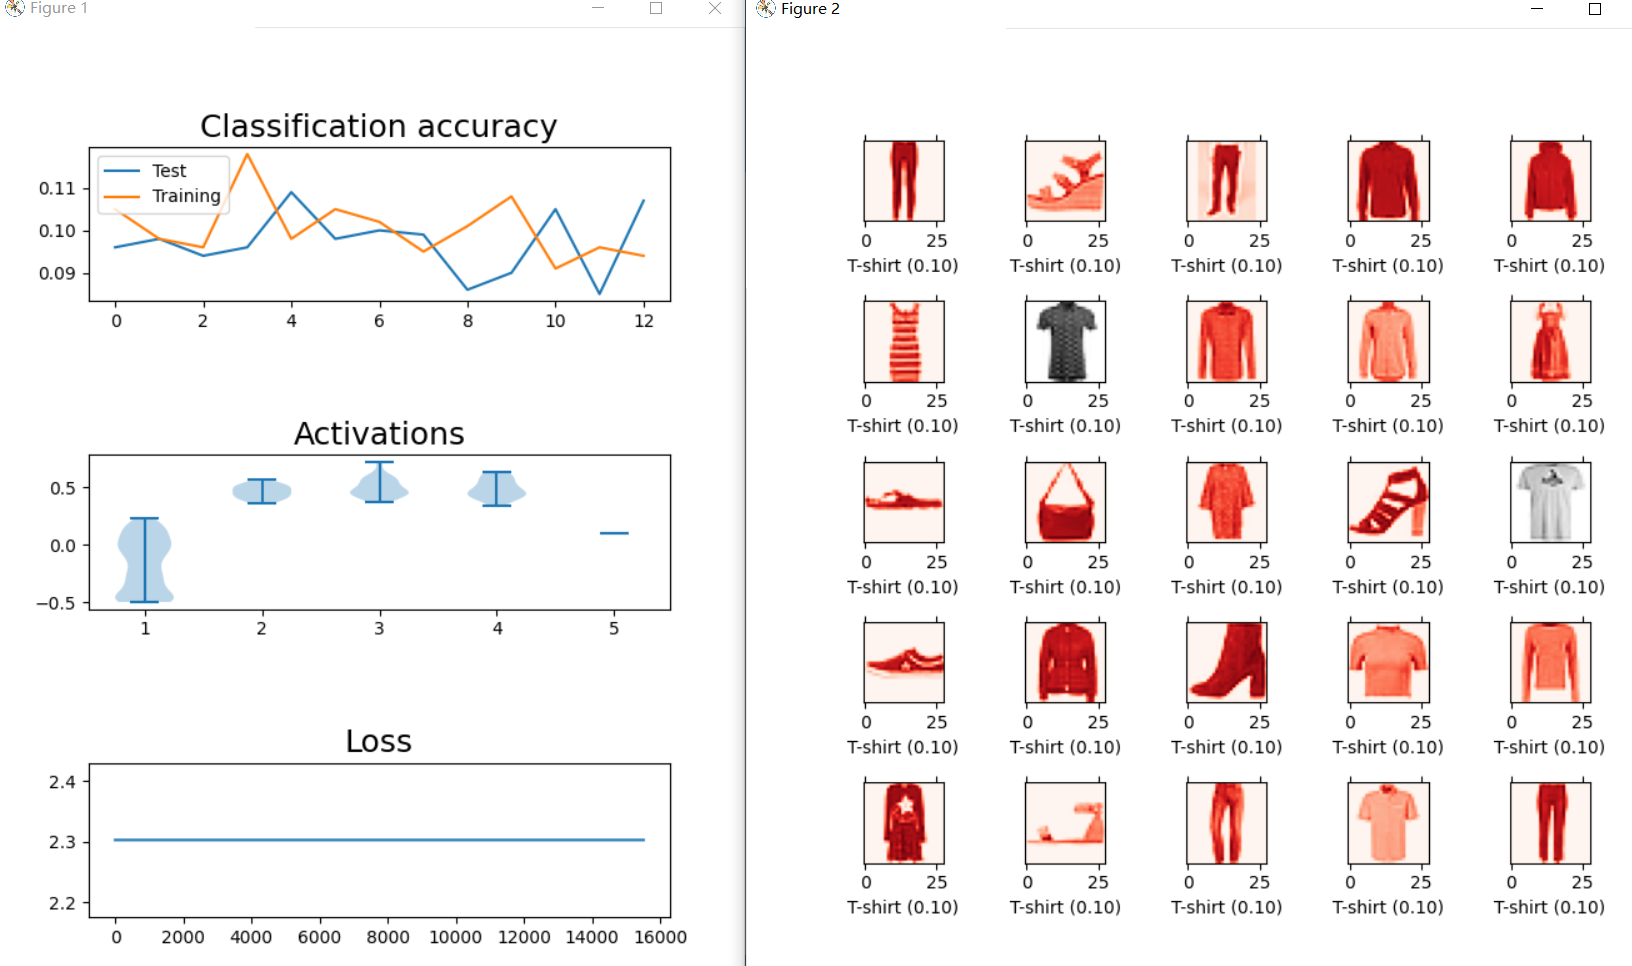 Figure 1
Classification accuracy
Test
Training
0.11
0.10
0.09
0 2 4 6 8 10 12
Activations
0.5
0.0
−0.5
1 2 3 4 5
Loss
2.4
2.3
2.2
0 2000 4000 6000 8000 10000 12000 14000 16000
Figure 2
0 25 0 25 0 25 0 25 0 25
T-shirt (0.10) T-shirt (0.10) T-shirt (0.10) T-shirt (0.10) T-shirt (0.10)
0 25 0 25 0 25 0 25 0 25
T-shirt (0.10) T-shirt (0.10) T-shirt (0.10) T-shirt (0.10) T-shirt (0.10)
0 25 0 25 0 25 0 25 0 25
T-shirt (0.10) T-shirt (0.10) T-shirt (0.10) T-shirt (0.10) T-shirt (0.10)
0 25 0 25 0 25 0 25 0 25
T-shirt (0.10) T-shirt (0.10) T-shirt (0.10) T-shirt (0.10) T-shirt (0.10)
0 25 0 25 0 25 0 25 0 25
T-shirt (0.10) T-shirt (0.10) T-shirt (0.10) T-shirt (0.10) T-shirt (0.10)